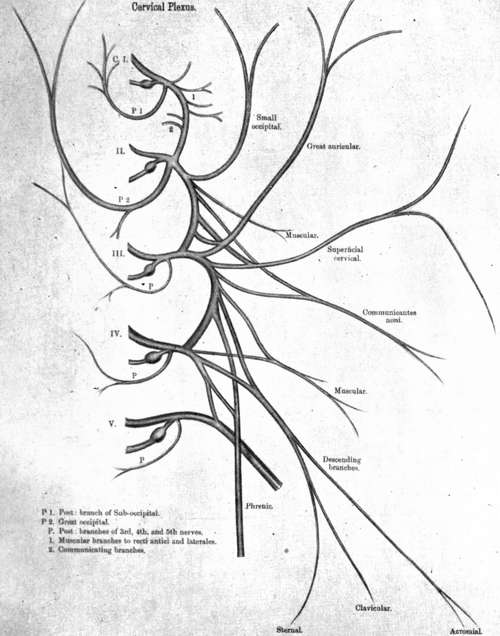 Cervical Plexus.
C. I.
1
P 1
Small
occipital.
2
Great auricular.
II.
P 2
Muscular.
Superficial
cervical.
III.
P
Communicantes
noni.
IV.
P
Muscular.
V.
P
Descending
branches.
Phrenic.
P 1. Post: branch of Sub-occipital.
P 2. Great occipital.
P. Post: branches of 3rd, 4th, and 5th nerves.
1. Muscular branches to recti antici and laterales.
2. Communicating branches.
Clavicular.
Sternal.
Acromial.